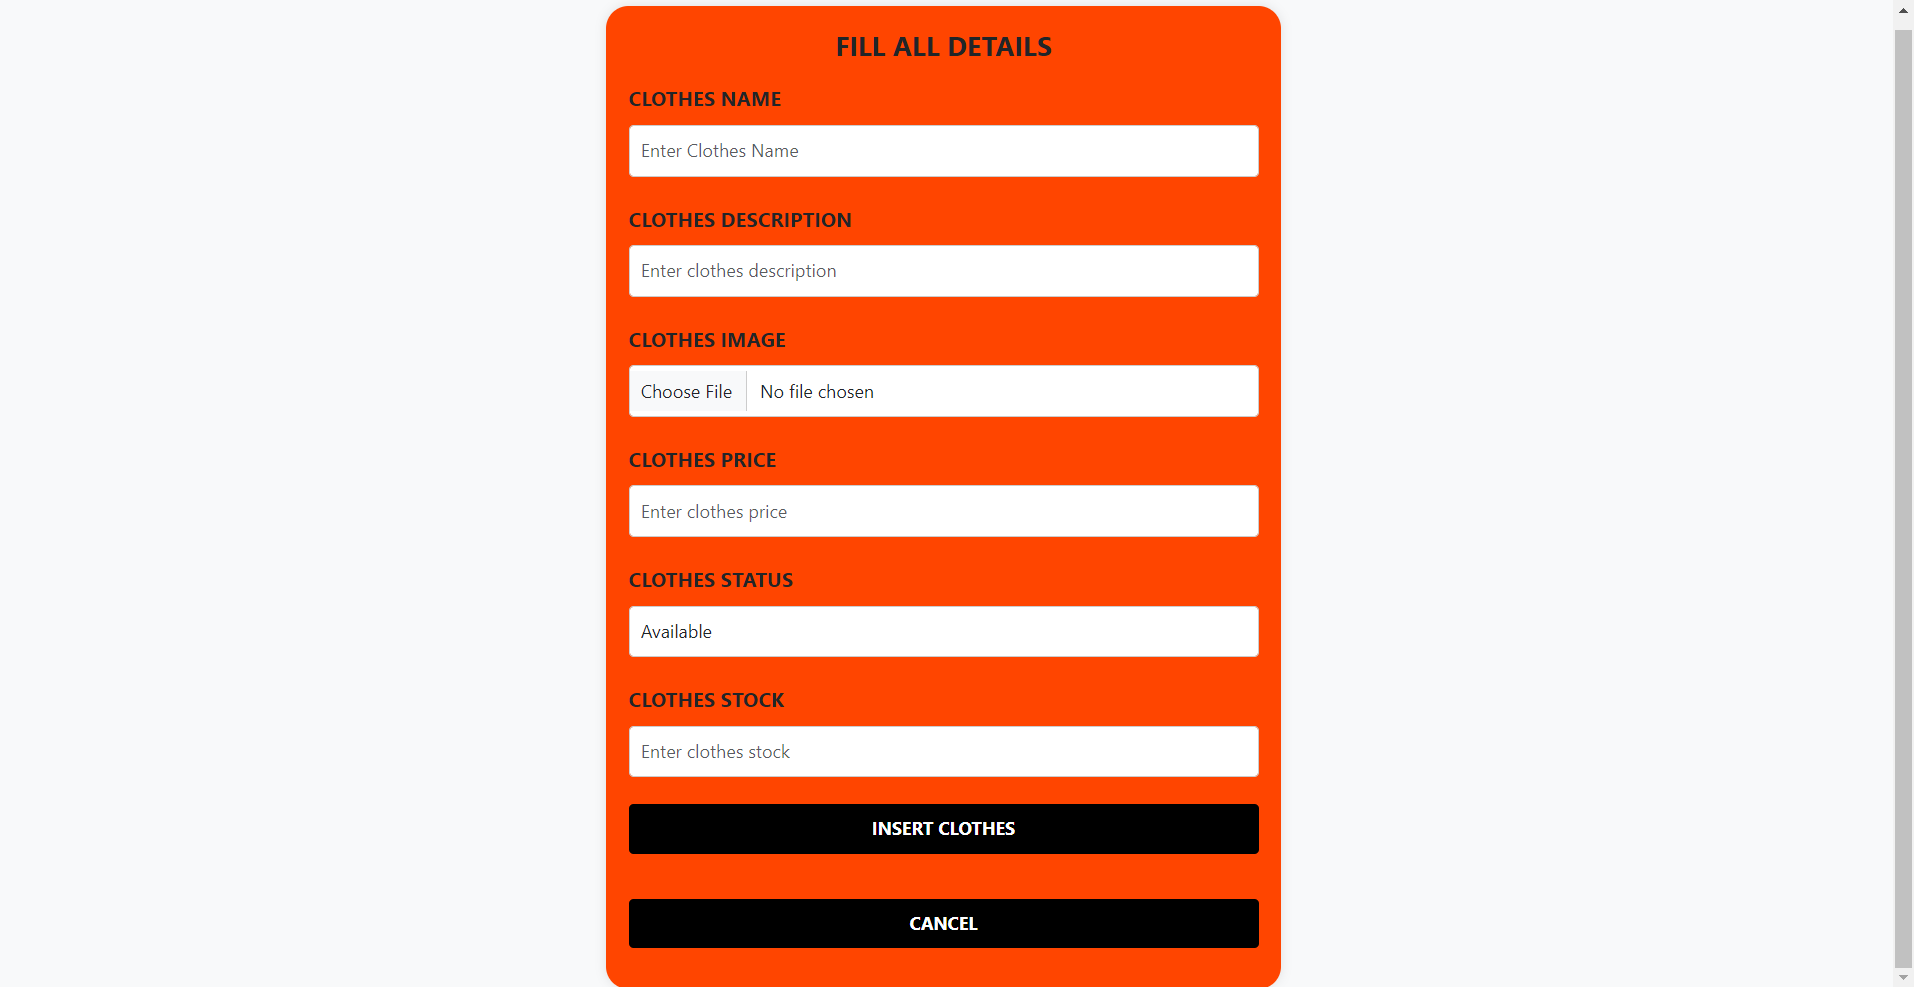 FILL ALL DETAILS
CLOTHES NAME
Enter Clothes Name
CLOTHES DESCRIPTION
Enter clothes description
CLOTHES IMAGE
Choose File No file chosen
CLOTHES PRICE
Enter clothes price
CLOTHES STATUS
Available
CLOTHES STOCK
Enter clothes stock
INSERT CLOTHES
CANCEL